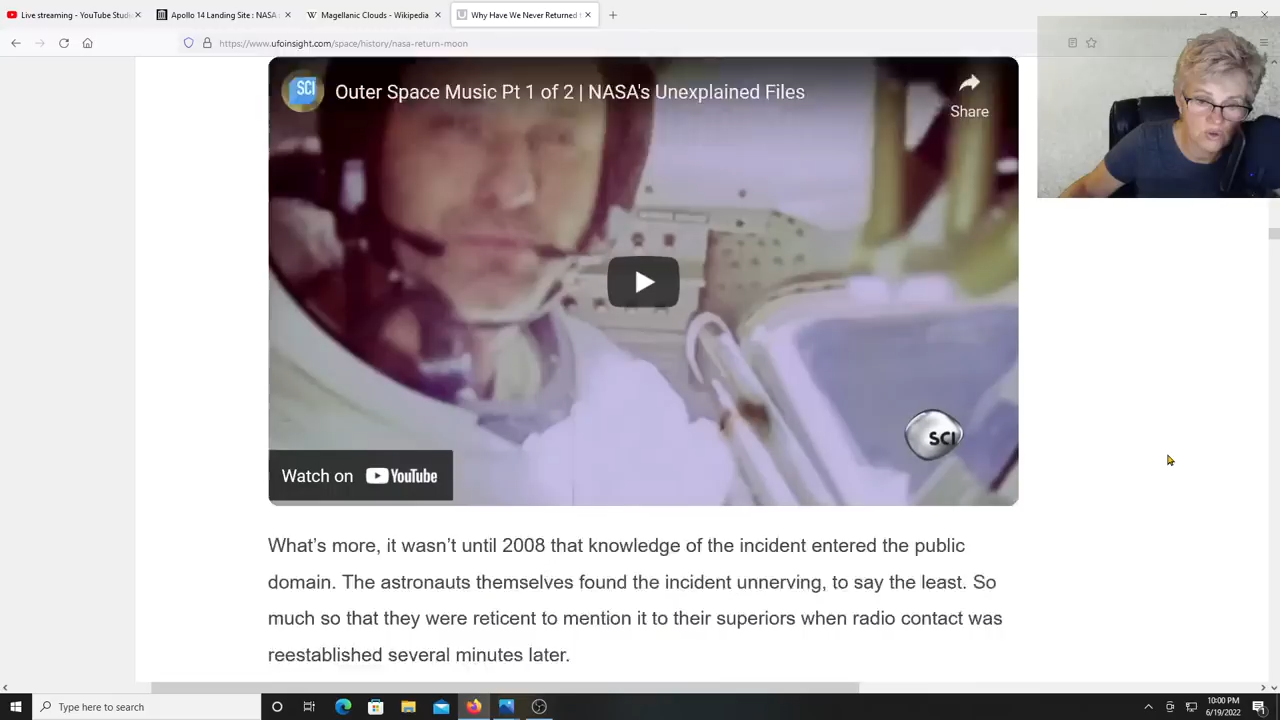 Live streaming - YouTube Stud
Apollo 14 Landing Site : NASA
Magellanic Clouds - Wikipedia
Why Have We Never Returned
https://www.ufoinsight.com/space/history/nasa-return-moon
SCI
Outer Space Music Pt 1 of 2 | NASA's Unexplained Files
Share
SCI
Watch on YouTube
What's more, it wasn't until 2008 that knowledge of the incident entered the public
domain. The astronauts themselves found the incident unnerving, to say the least. So
much so that they were reticent to mention it to their superiors when radio contact was
reestablished several minutes later.
Type here to search
10:00 PM
6/19/2022
1